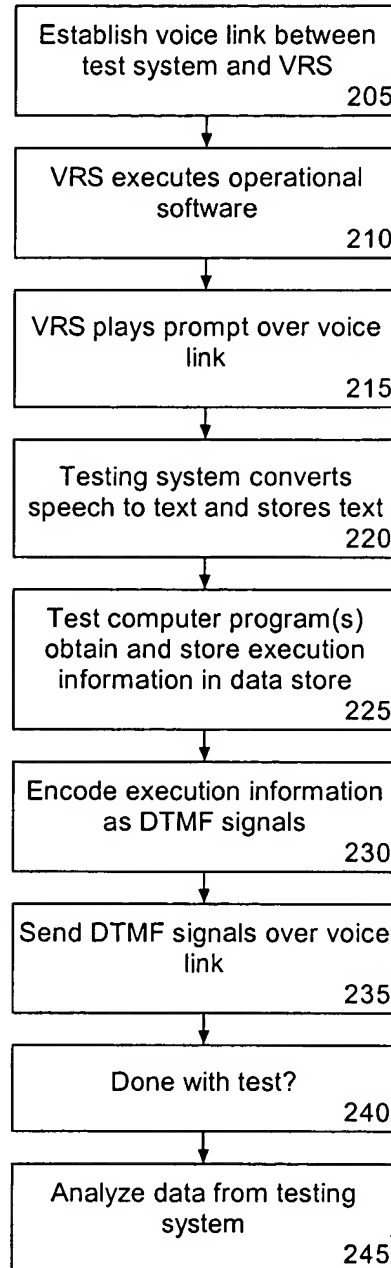 Establish voice link between
test system and VRS
205
VRS executes operational
software
210
VRS plays prompt over voice
link
215
Testing system converts
speech to text and stores text
220
Test computer program(s)
obtain and store execution
information in data store
225
Encode execution information
as DTMF signals
230
Send DTMF signals over voice
link
235
Done with test?
240
Analyze data from testing
system
245